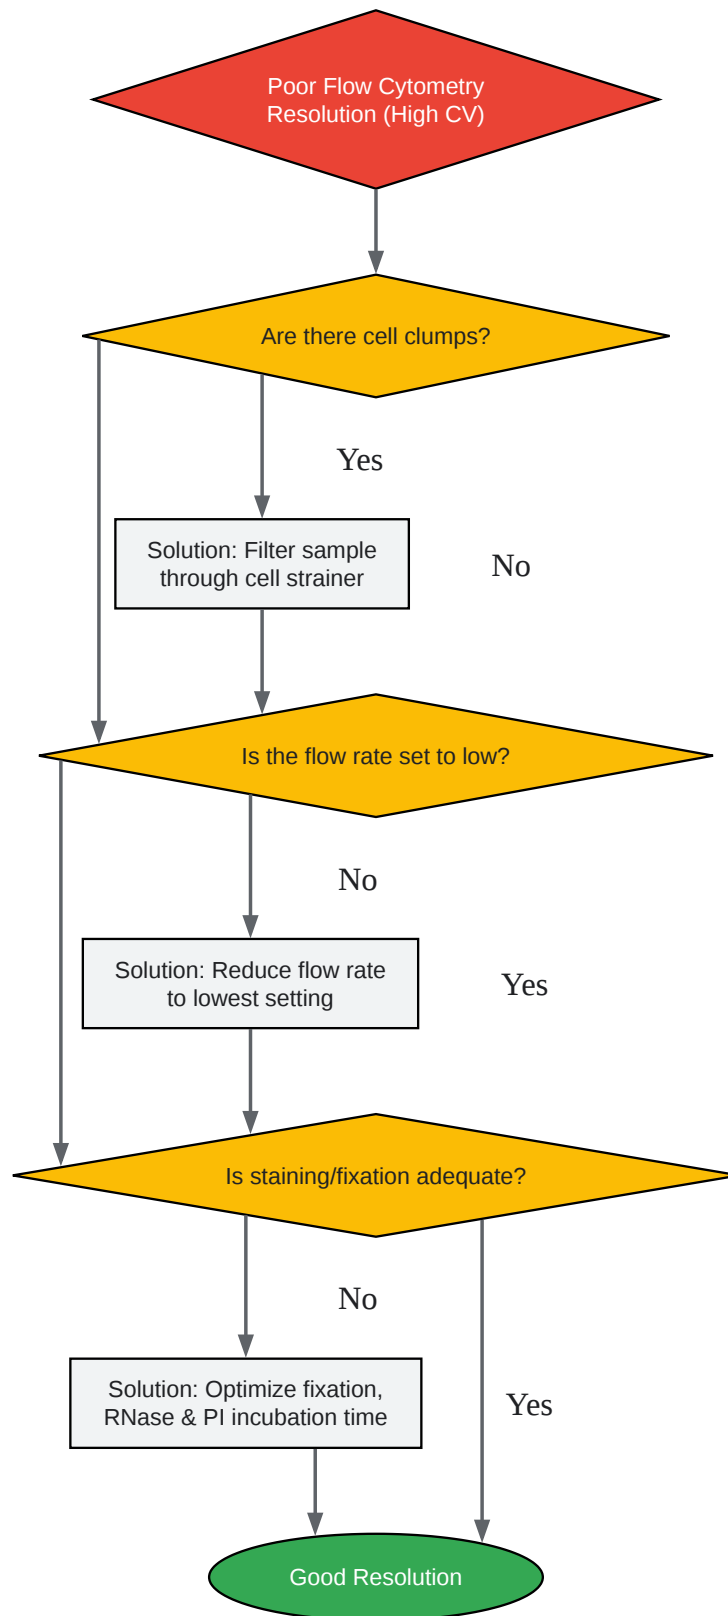 Poor Flow Cytometry
Resolution (High CV)
Are there cell clumps?
Yes
Solution: Filter sample
through cell strainer
No
Is the flow rate set to low?
No
Solution: Reduce flow rate
to lowest setting
Yes
Is staining/fixation adequate?
No
Solution: Optimize fixation,
RNase & PI incubation time
Yes
Good Resolution